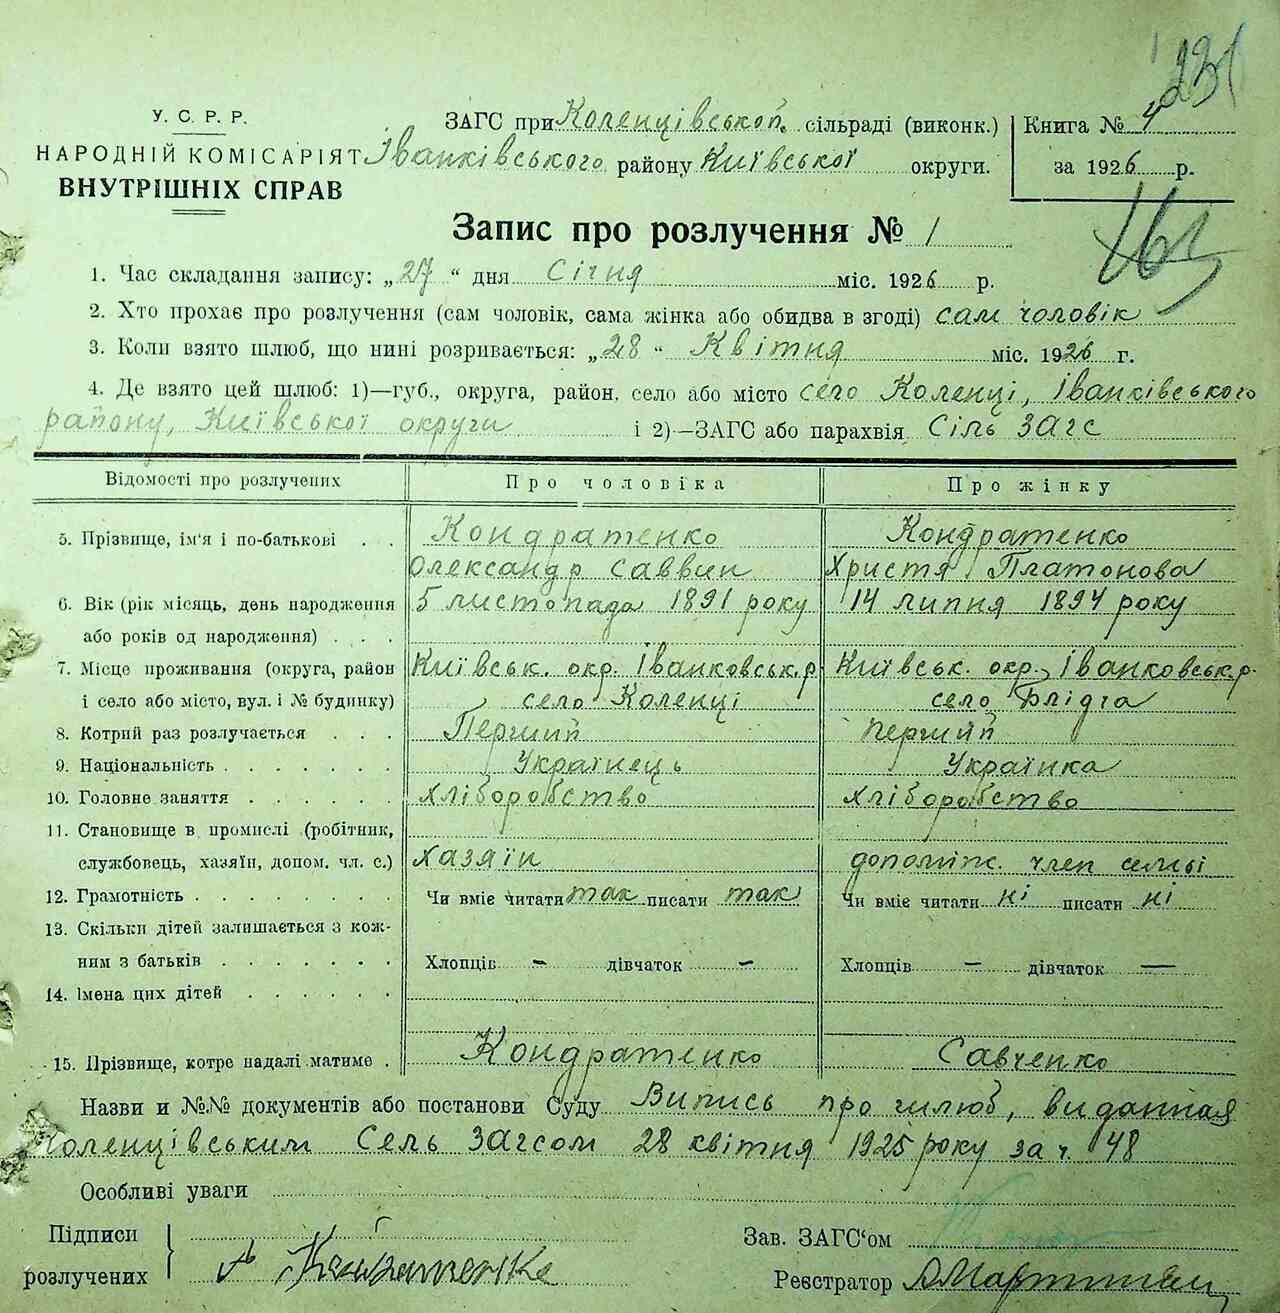 231
У. С. Р. Р.
НАРОДНІЙ КОМІСАРІЯТ
ВНУТРІШНІХ СПРАВ
ЗАГС при Коленцівській сільраді (виконк.)
Іванківського району Київської округи.
Книга № 4
за 1926 р.
Запис про розлучення № 1
1. Час складання запису: „27“ дня Січня міс. 1926 р.
2. Хто прохає про розлучення (сам чоловік, сама жінка або обидва в згоді) сам чоловік
3. Коли взято шлюб, що нині розривається: „28“ Квітня міс. 1926 г.
4. Де взято цей шлюб: 1)—губ., округа, район, село або місто село Коленці, Іванківського
району, Київської округи і 2)—ЗАГС або парахвія Сіль ЗАГС
Відомості про розлучених Про чоловіка Про жінку
5. Прізвище, ім'я і по-батькові . . Кондратенко Кондратенко
Олександр Саввин Христя Платонова
6. Вік (рік місяць, день народження 5 листопада 1891 року 14 липня 1894 року
або років од народження) . . .
7. Місце проживання (округа, район Київськ. окр. Іванковськ. р Київськ. окр., Іванковськ. р.
і село або місто, вул. і № будинку) село Коленці село Блідча
8. Котрий раз розлучається . . . Перший Перший
9. Національність . . . . . . . Українець Українка
10. Головне заняття . . . . . . хліборобство хліборобство
11. Становище в промислі (робітник,
службовець, хазяїн, допом. чл. с.) хазяїн допоміж. член семьі
12. Грамотність . . . . . . . . Чи вміє читати так писати так Чи вміє читати ні писати ні
13. Скільки дітей залишається з кож-
ним з батьків . . . . . . . Хлопців — дівчаток — Хлопців — дівчаток —
14. Імена цих дітей . . . . . .
15. Прізвище, котре надалі матиме . Кондратенко Савченко
Назви и №№ документів або постанови Суду Випись про шлюб, виданная
Коленцівським Сель Загсом 28 квітня 1925 року за ч. 48
Особливі уваги
Підписи
розлучених
Зав. ЗАГС‘ом
Реєстратор